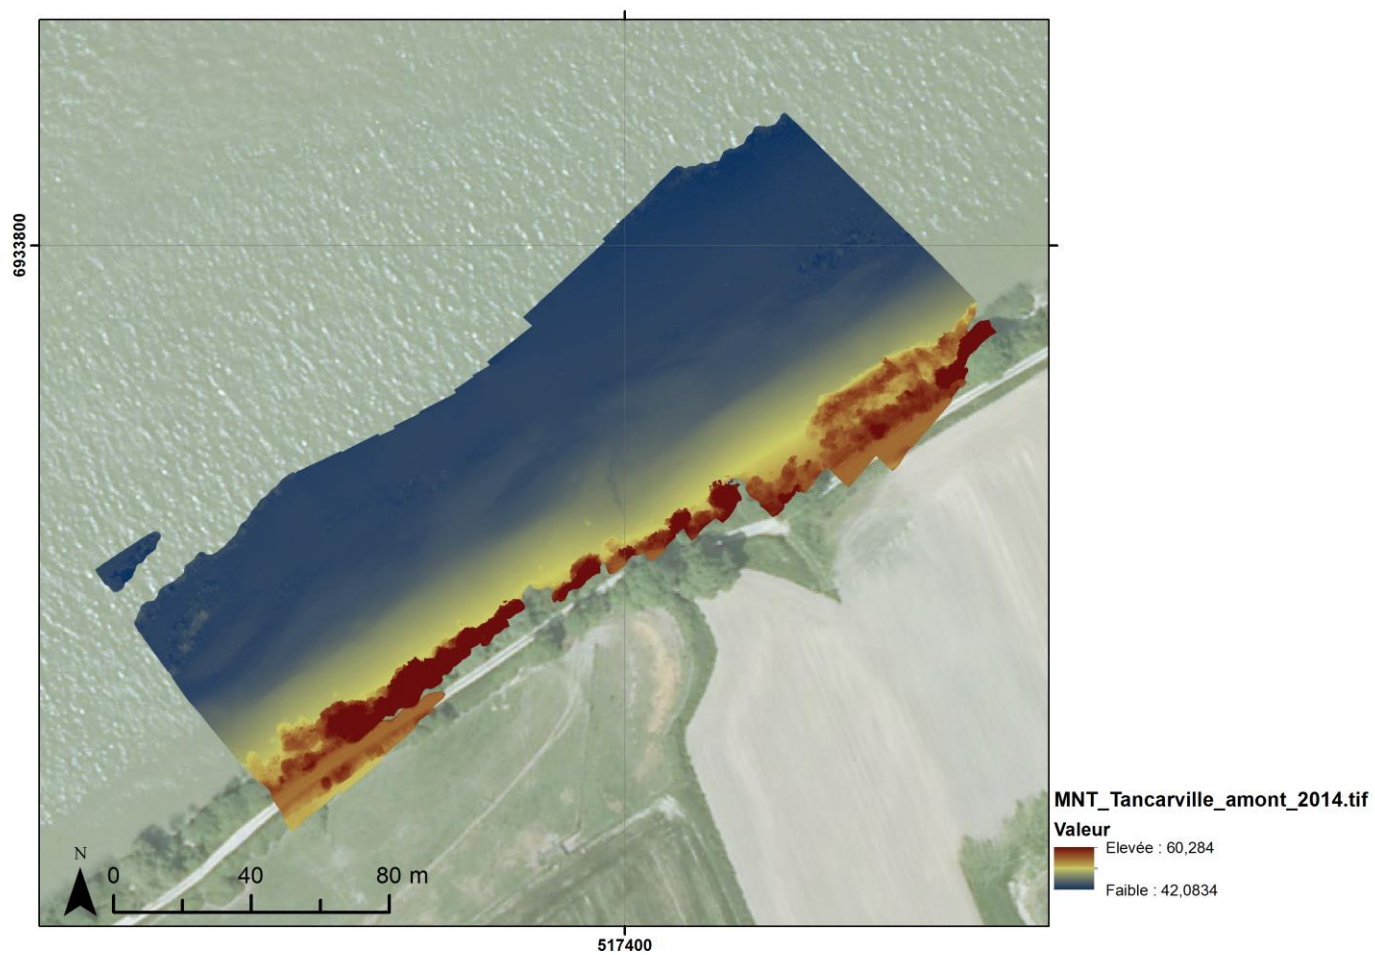 6933800
MNT_Tancarville_amont_2014.tif
Valeur
Elevée : 60,284
Faible : 42,0834
N
0 40 80 m
517400